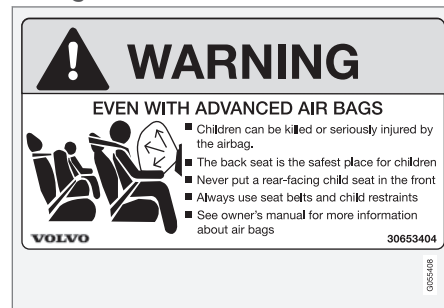 WARNING
EVEN WITH ADVANCED AIR BAGS
■ Children can be killed or seriously injured by
the airbag.
■ The back seat is the safest place for children
■ Never put a rear-facing child seat in the front
■ Always use seat belts and child restraints
■ See owner's manual for more information
about air bags
VOLVO
30653404
G055408